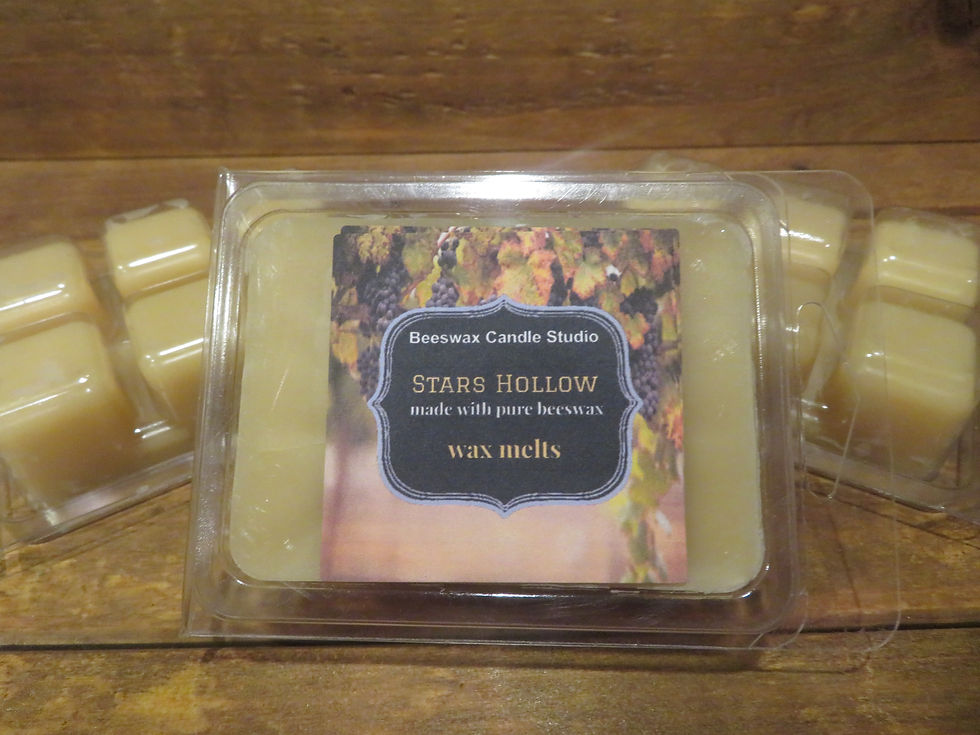 Beeswax Candle Studio
Stars Hollow
made with pure beeswax
wax melts